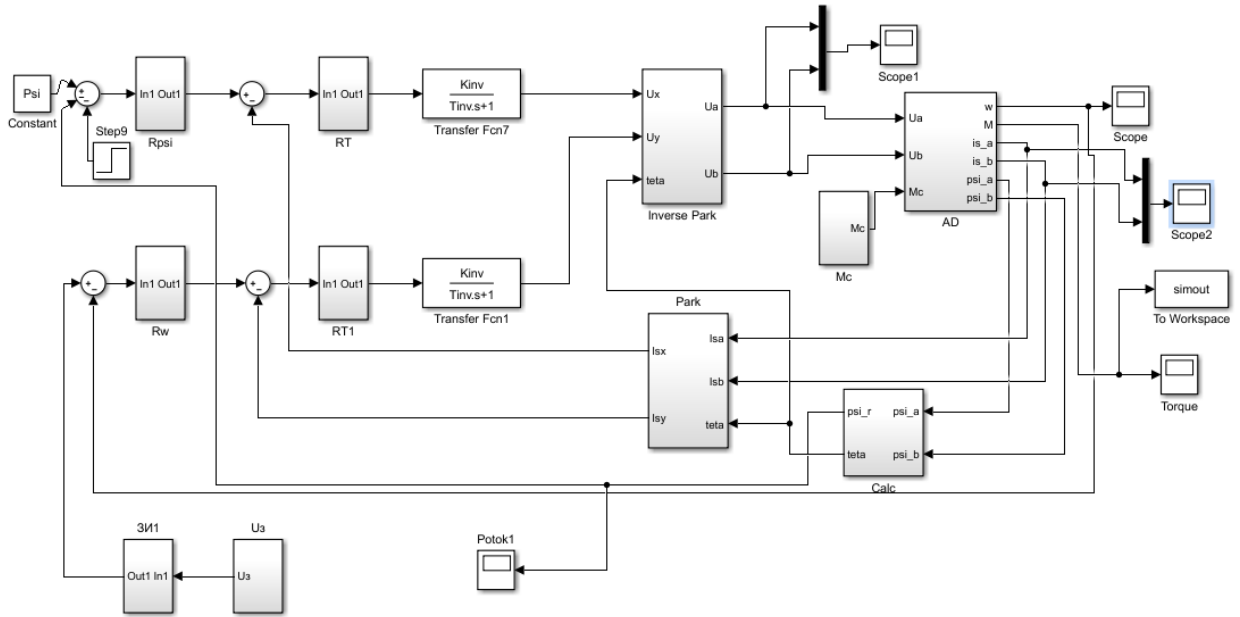 Psi
Constant
Step9
+
−
−
In1 Out1
Rpsi
+
−
In1 Out1
RT
Kinv
Tinv.s+1
Transfer Fcn7
Ux
Uy
teta
Ua
Ub
Inverse Park
Scope1
Ua
Ub
Mc
w
M
is_a
is_b
psi_a
psi_b
AD
Scope
Scope2
Mc
Mc
simout
To Workspace
Torque
+
−
In1 Out1
Rw
+
−
In1 Out1
RT1
Kinv
Tinv.s+1
Transfer Fcn1
Park
Isx
Isy
Isa
Isb
teta
psi_r
teta
psi_a
psi_b
Calc
ЗИ1
Out1 In1
Uз
Uз
Potok1